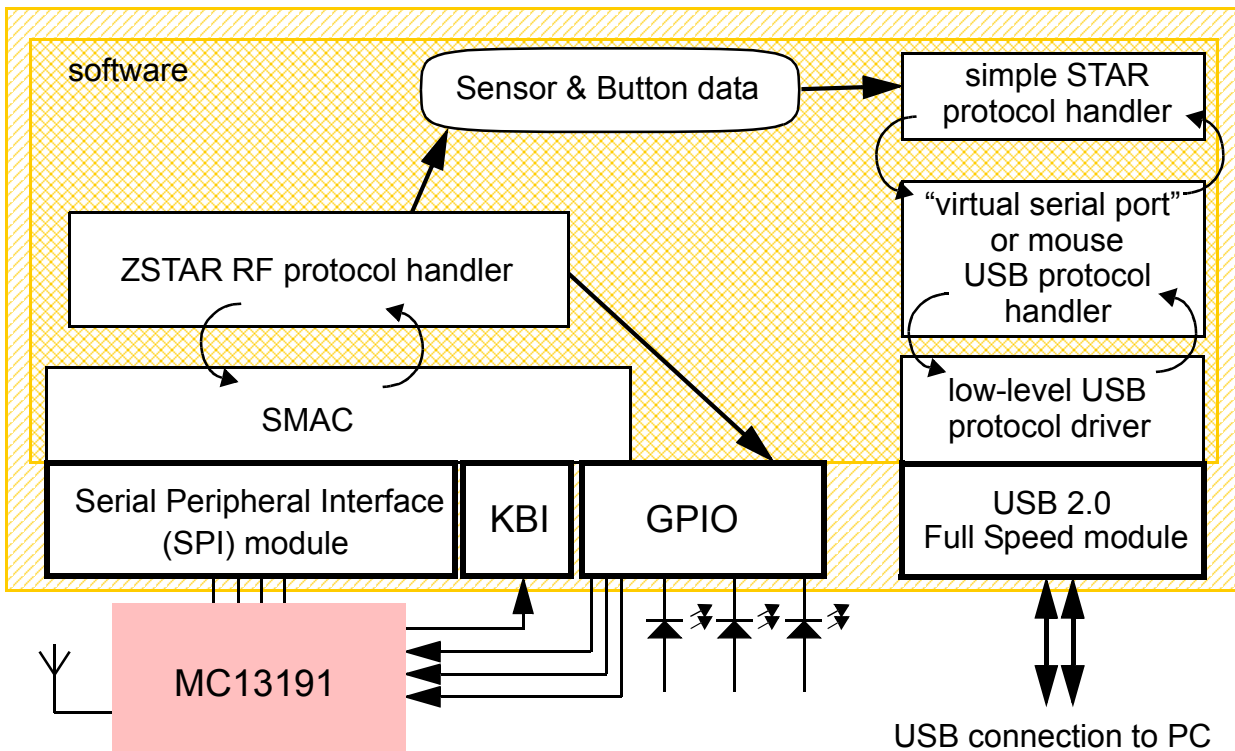 software
Sensor & Button data
simple STAR
protocol handler
“virtual serial port”
or mouse
USB protocol
handler
ZSTAR RF protocol handler
low-level USB
protocol driver
SMAC
Serial Peripheral Interface
(SPI) module
KBI
GPIO
USB 2.0
Full Speed module
MC13191
USB connection to PC